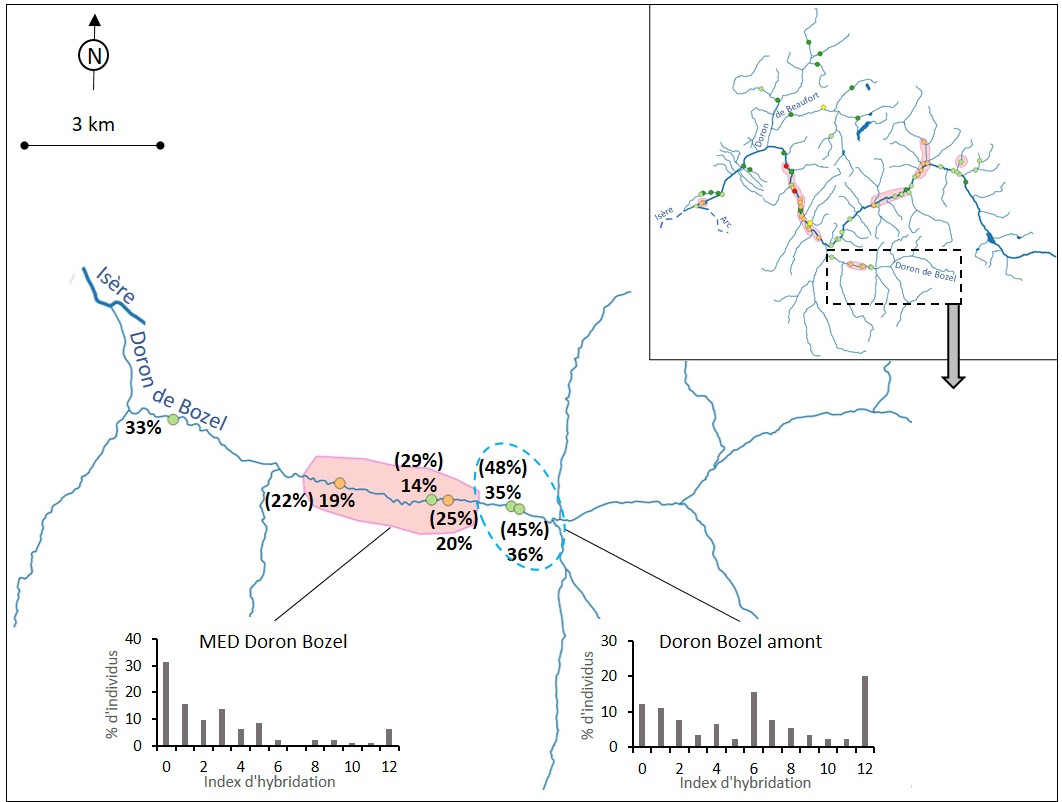 N
3 km
Doron
de Beaufort
Isère
Arc
Doron de Bozel
Isère
Doron
de Bozel
33%
(29%)
14%
(22%) 19%
(25%)
20%
(48%)
35%
(45%)
36%
MED Doron Bozel
% d'individus
40
30
20
10
0
0 2 4 6 8 10 12
Index d'hybridation
Doron Bozel amont
% d'individus
30
20
10
0
0 2 4 6 8 10 12
Index d'hybridation